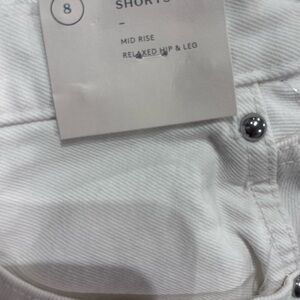 8
SHORTS
–
MID RISE
RELAXED HIP & LEG